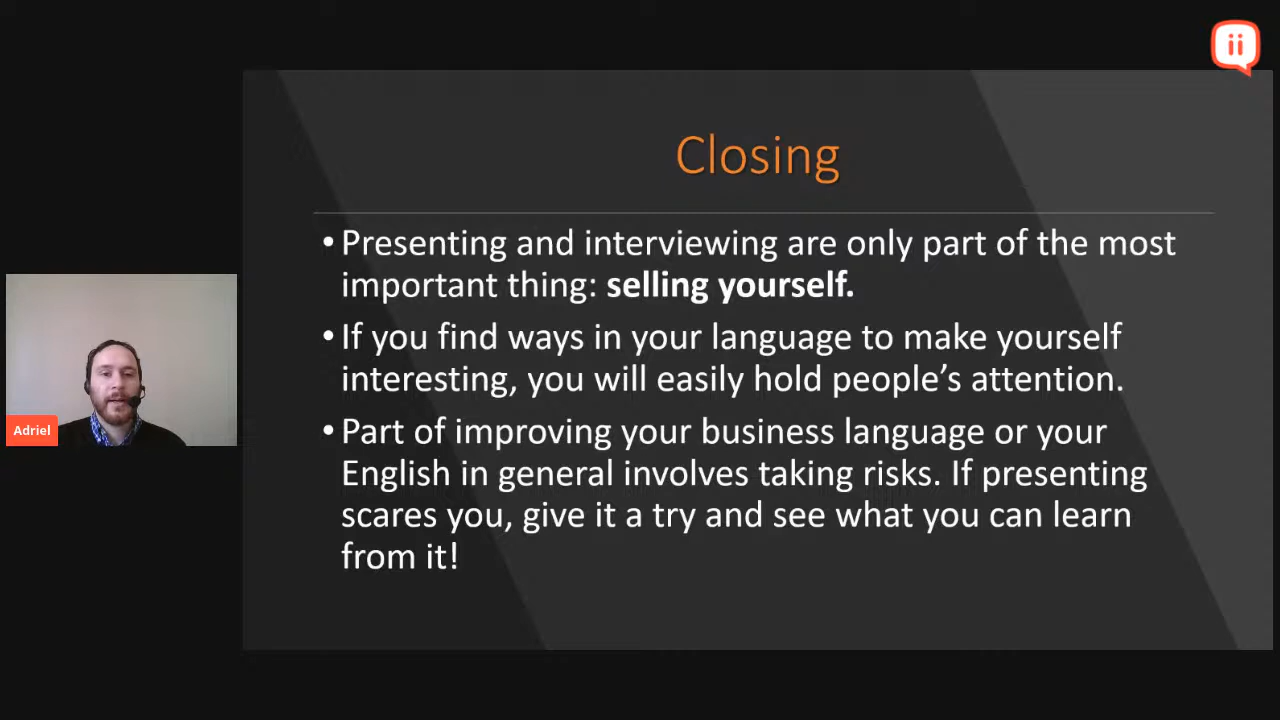 Closing
• Presenting and interviewing are only part of the most
important thing: selling yourself.
• If you find ways in your language to make yourself
interesting, you will easily hold people’s attention.
• Part of improving your business language or your
English in general involves taking risks. If presenting
scares you, give it a try and see what you can learn
from it!
Adriel